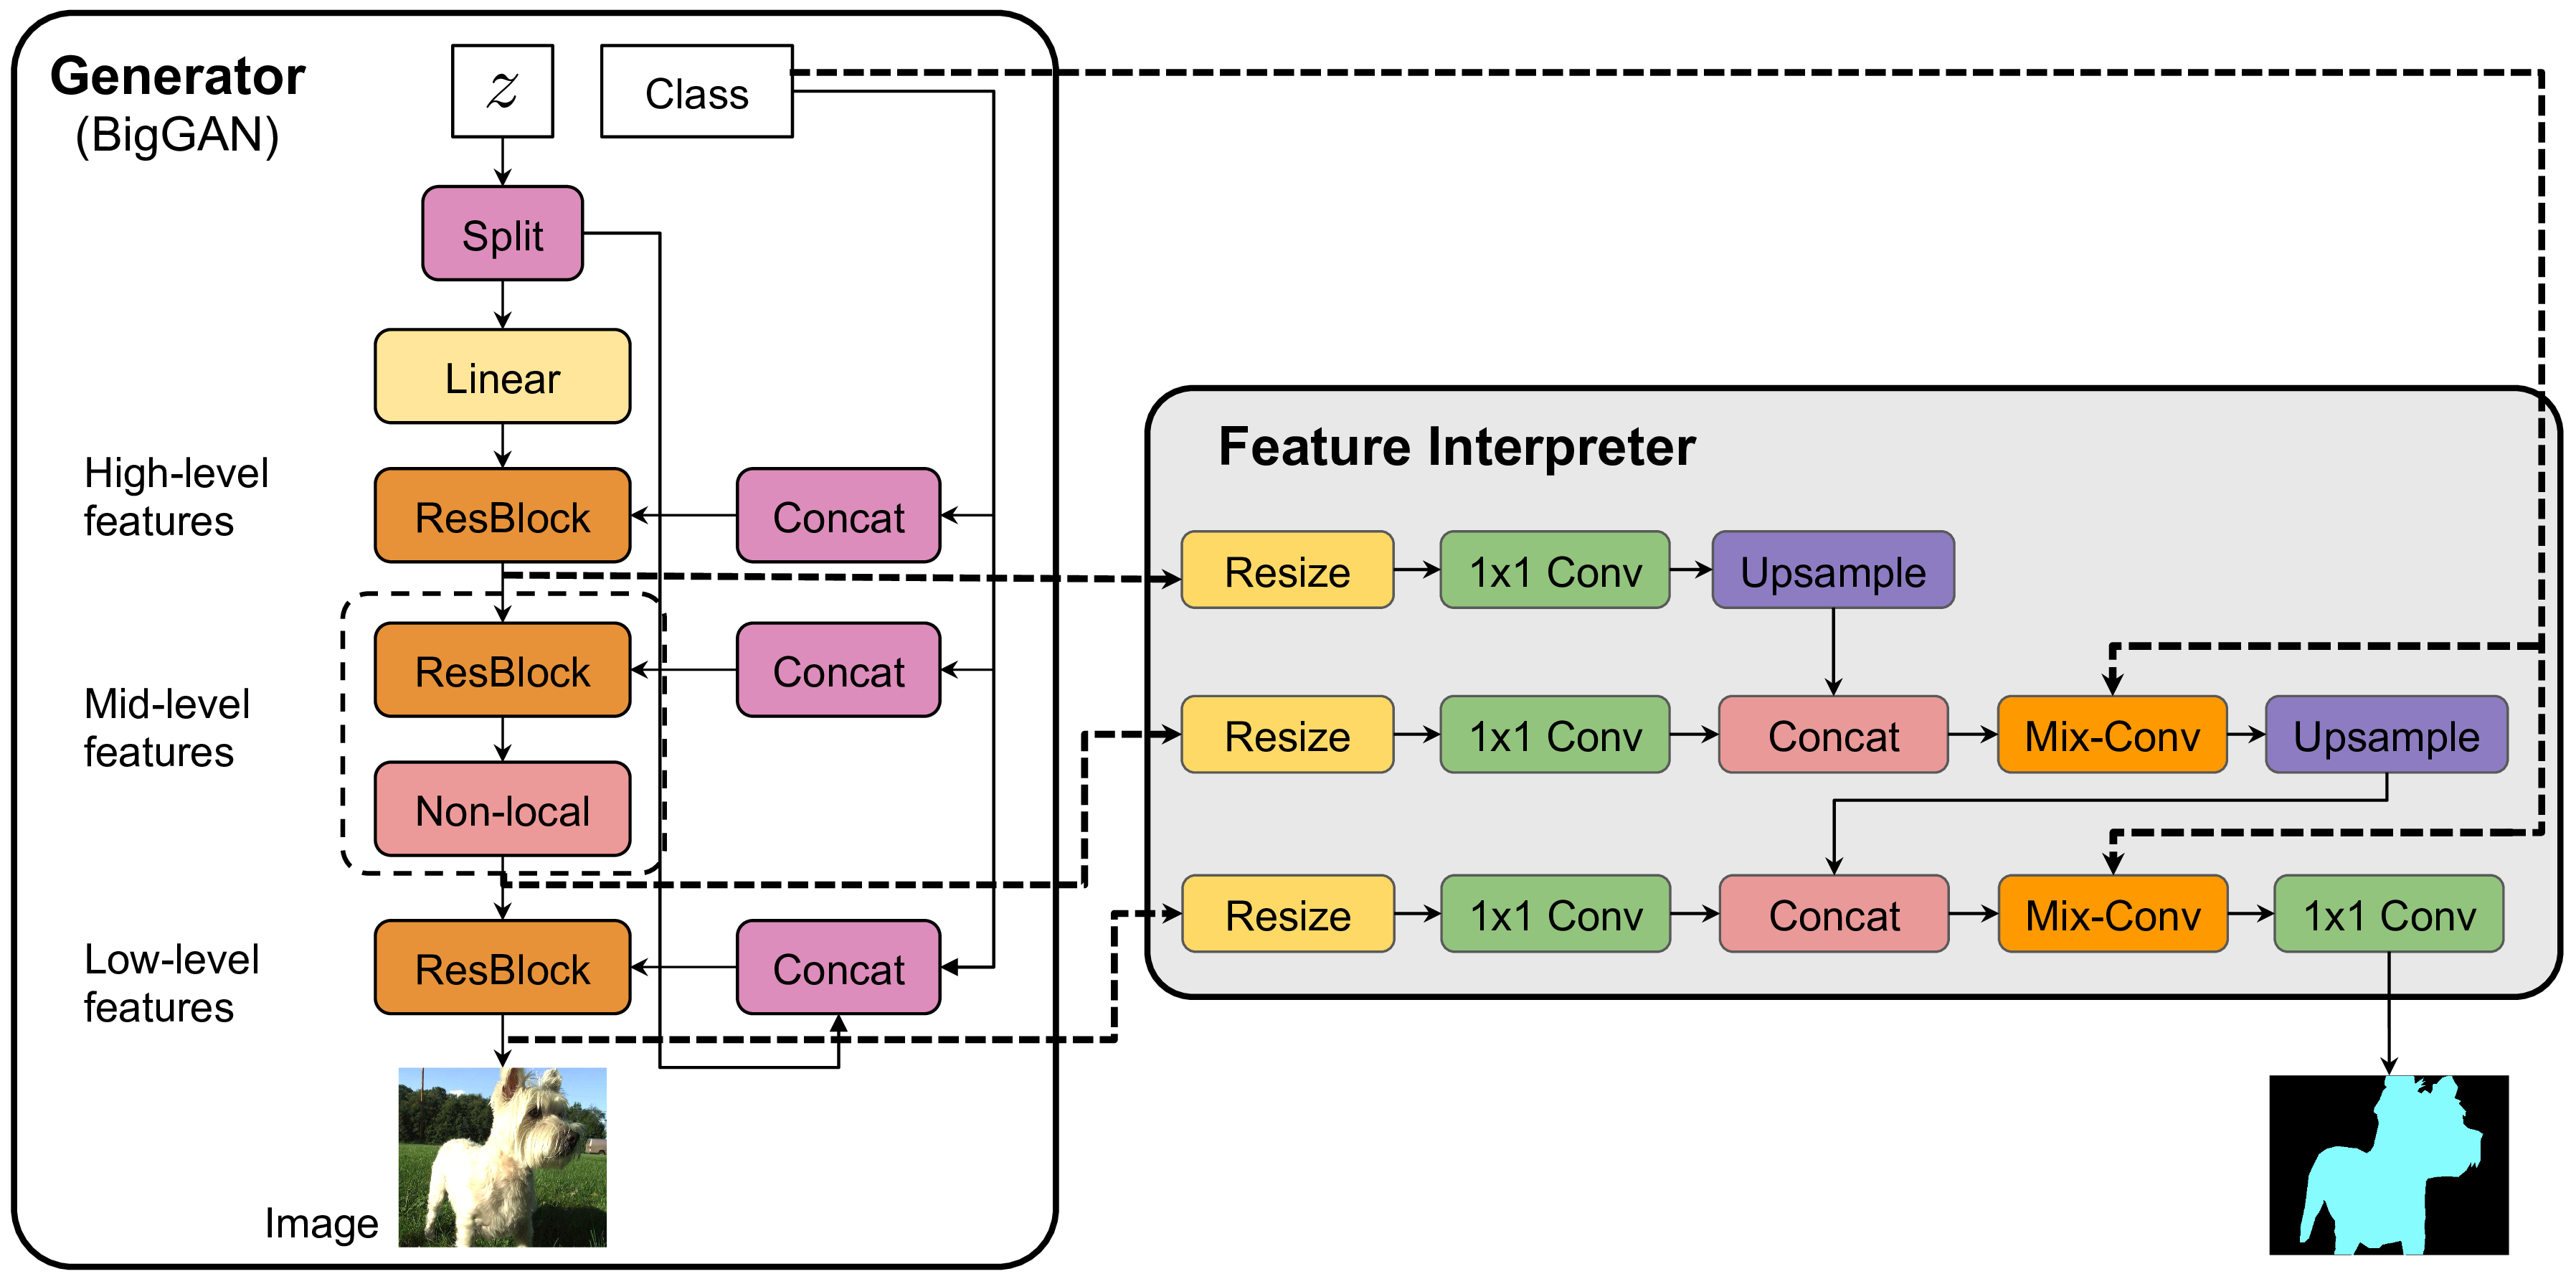 Generator
(BigGAN)
z
Class
Split
Linear
High-level
features
ResBlock
Concat
Mid-level
features
ResBlock
Concat
Non-local
Low-level
features
ResBlock
Concat
Image
Feature Interpreter
Resize
1x1 Conv
Upsample
Resize
1x1 Conv
Concat
Mix-Conv
Upsample
Resize
1x1 Conv
Concat
Mix-Conv
1x1 Conv